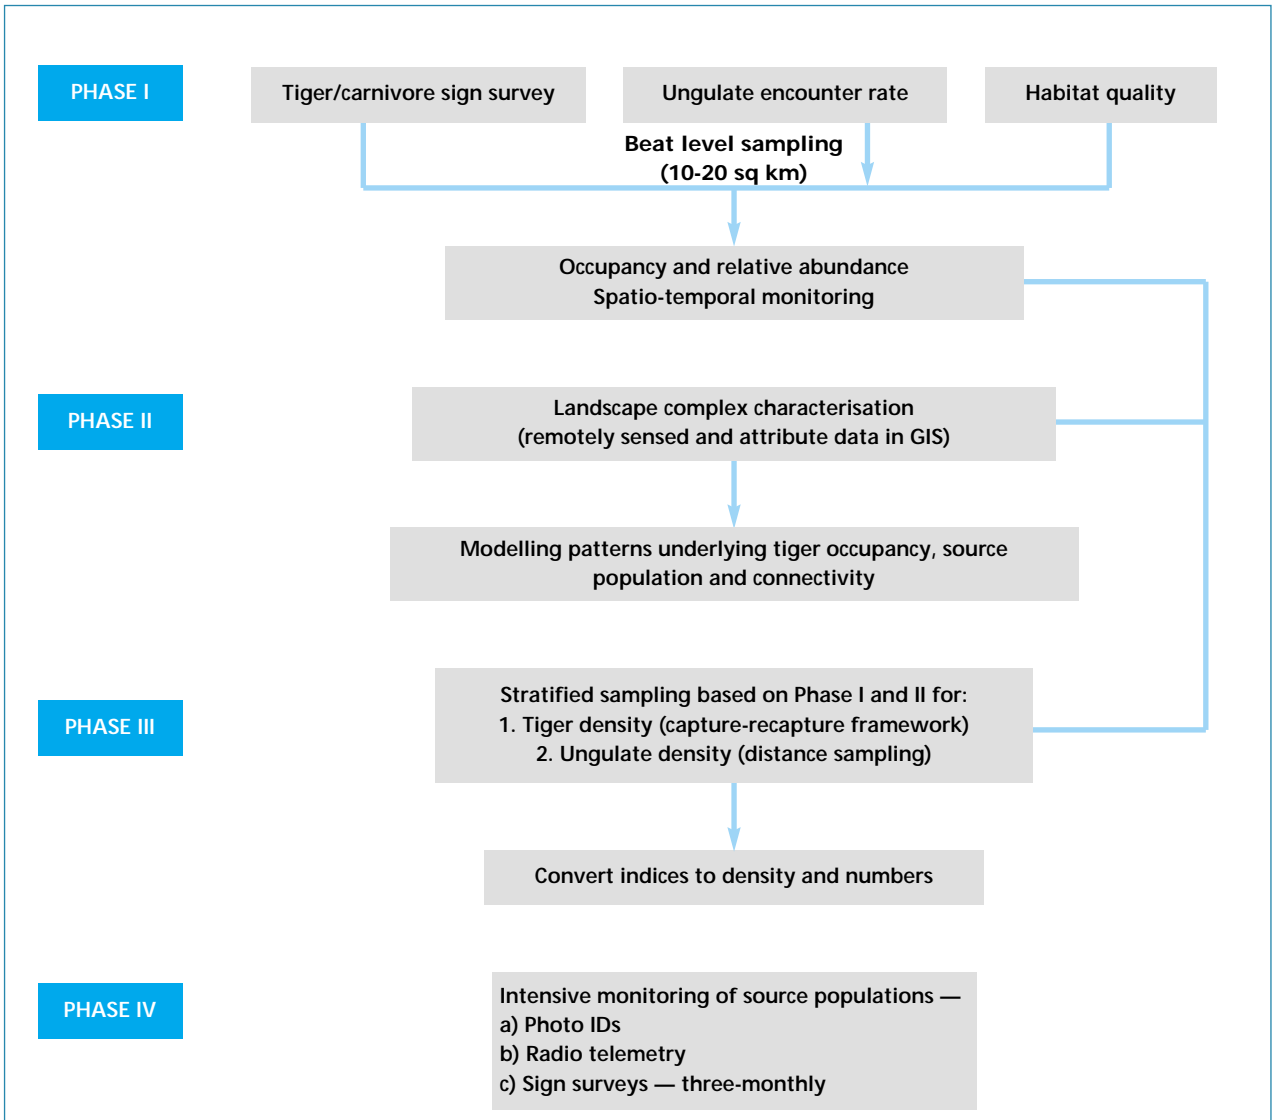 PHASE I
Tiger/carnivore sign survey
Ungulate encounter rate
Habitat quality
Beat level sampling
(10-20 sq km)
Occupancy and relative abundance
Spatio-temporal monitoring
PHASE II
Landscape complex characterisation
(remotely sensed and attribute data in GIS)
Modelling patterns underlying tiger occupancy, source
population and connectivity
PHASE III
Stratified sampling based on Phase I and II for:
1. Tiger density (capture-recapture framework)
2. Ungulate density (distance sampling)
Convert indices to density and numbers
PHASE IV
Intensive monitoring of source populations —
a) Photo IDs
b) Radio telemetry
c) Sign surveys — three-monthly